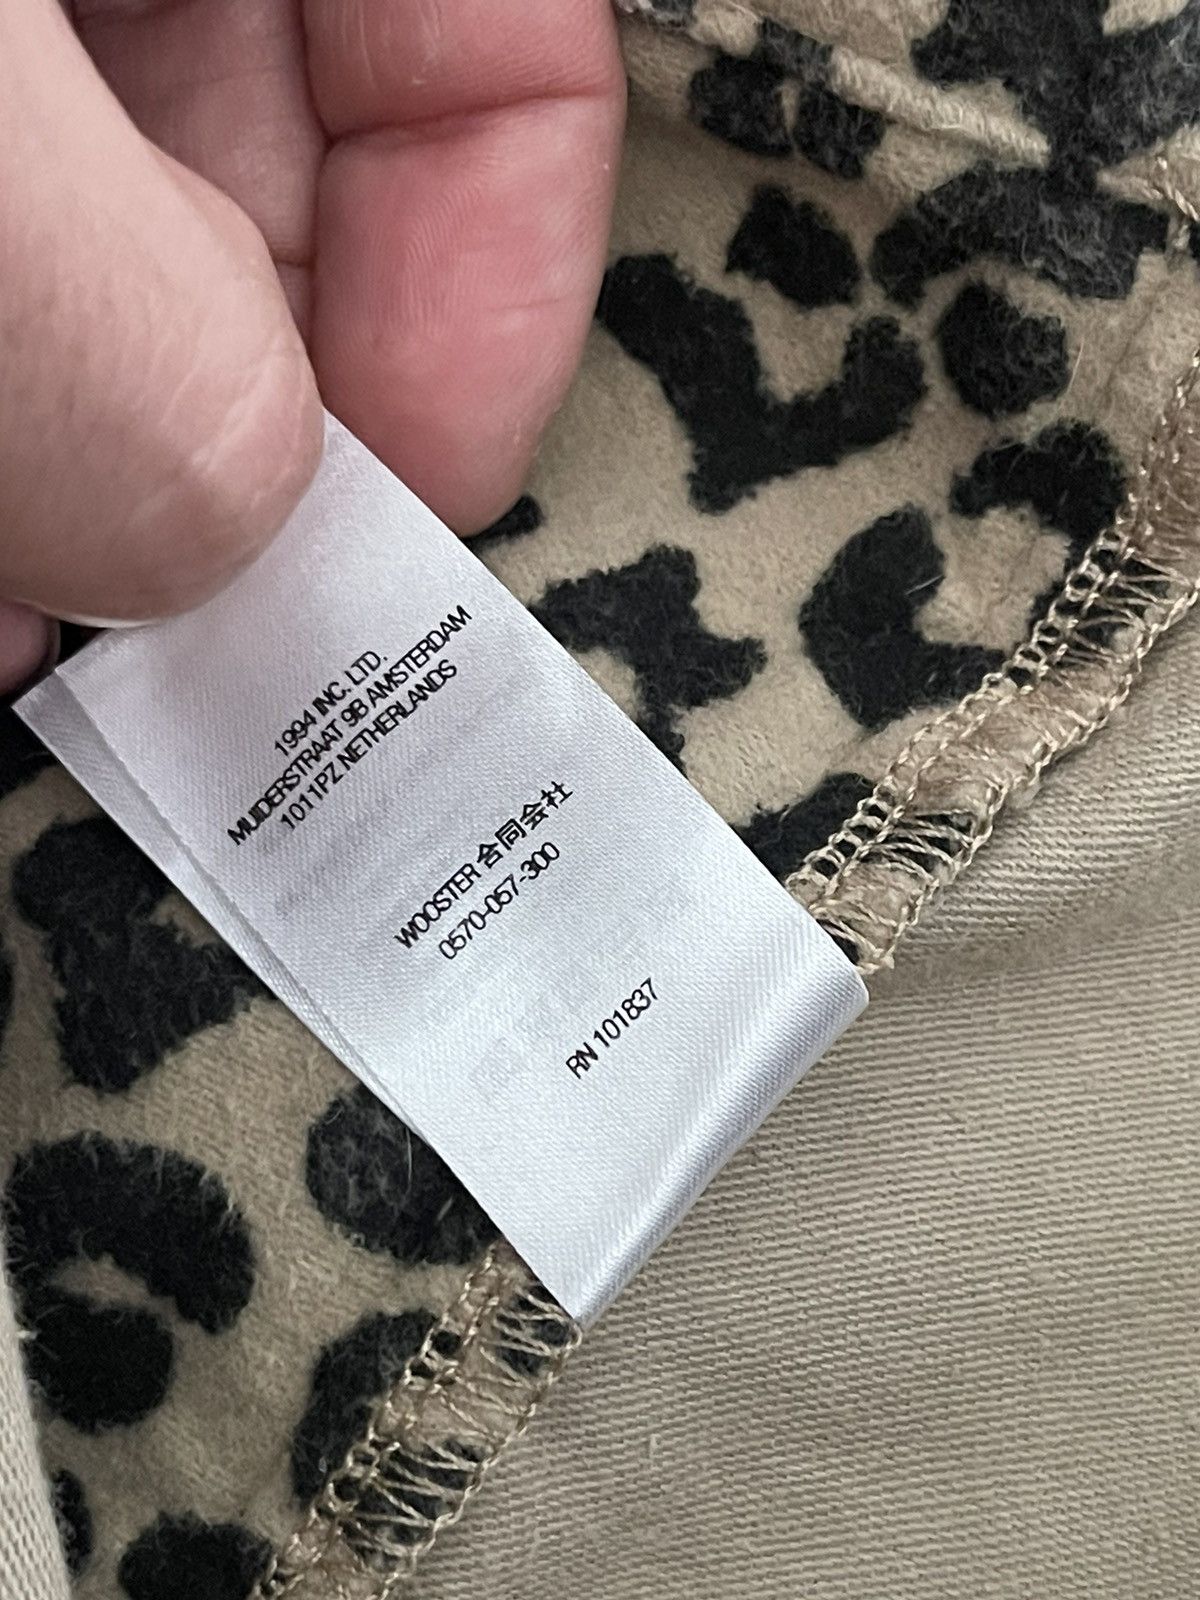 1994 INC. LTD.
MUIDERSTRAAT 9B AMSTERDAM
1011PZ NETHERLANDS
WOOSTER 合同会社
0570-057-300
RN 101837